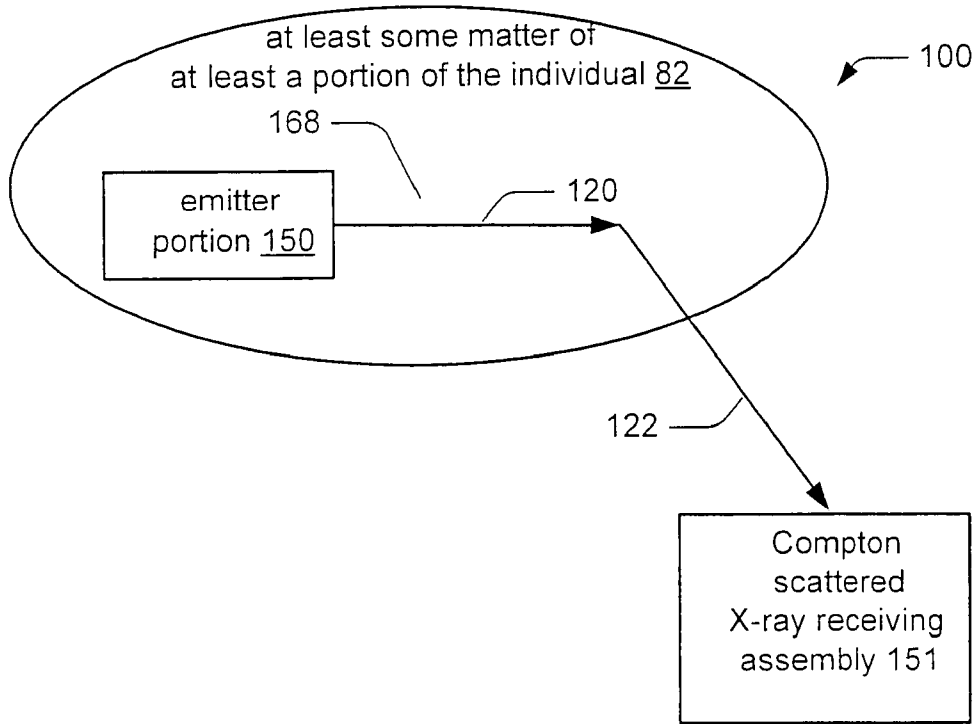 at least some matter of
at least a portion of the individual 82
100
168
120
emitter
portion 150
122
Compton
scattered
X-ray receiving
assembly 151